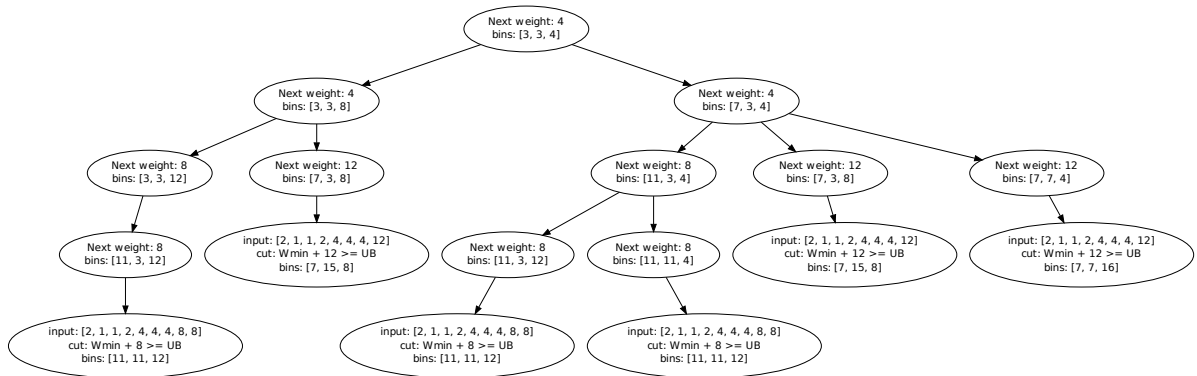 Next weight: 4
bins: [3, 3, 4]
Next weight: 4
bins: [3, 3, 8]
Next weight: 4
bins: [7, 3, 4]
Next weight: 8
bins: [3, 3, 12]
Next weight: 12
bins: [7, 3, 8]
Next weight: 8
bins: [11, 3, 4]
Next weight: 12
bins: [7, 3, 8]
Next weight: 12
bins: [7, 7, 4]
Next weight: 8
bins: [11, 3, 12]
input: [2, 1, 1, 2, 4, 4, 4, 12]
cut: Wmin + 12 >= UB
bins: [7, 15, 8]
Next weight: 8
bins: [11, 3, 12]
Next weight: 8
bins: [11, 11, 4]
input: [2, 1, 1, 2, 4, 4, 4, 12]
cut: Wmin + 12 >= UB
bins: [7, 15, 8]
input: [2, 1, 1, 2, 4, 4, 4, 12]
cut: Wmin + 12 >= UB
bins: [7, 7, 16]
input: [2, 1, 1, 2, 4, 4, 4, 8, 8]
cut: Wmin + 8 >= UB
bins: [11, 11, 12]
input: [2, 1, 1, 2, 4, 4, 4, 8, 8]
cut: Wmin + 8 >= UB
bins: [11, 11, 12]
input: [2, 1, 1, 2, 4, 4, 4, 8, 8]
cut: Wmin + 8 >= UB
bins: [11, 11, 12]